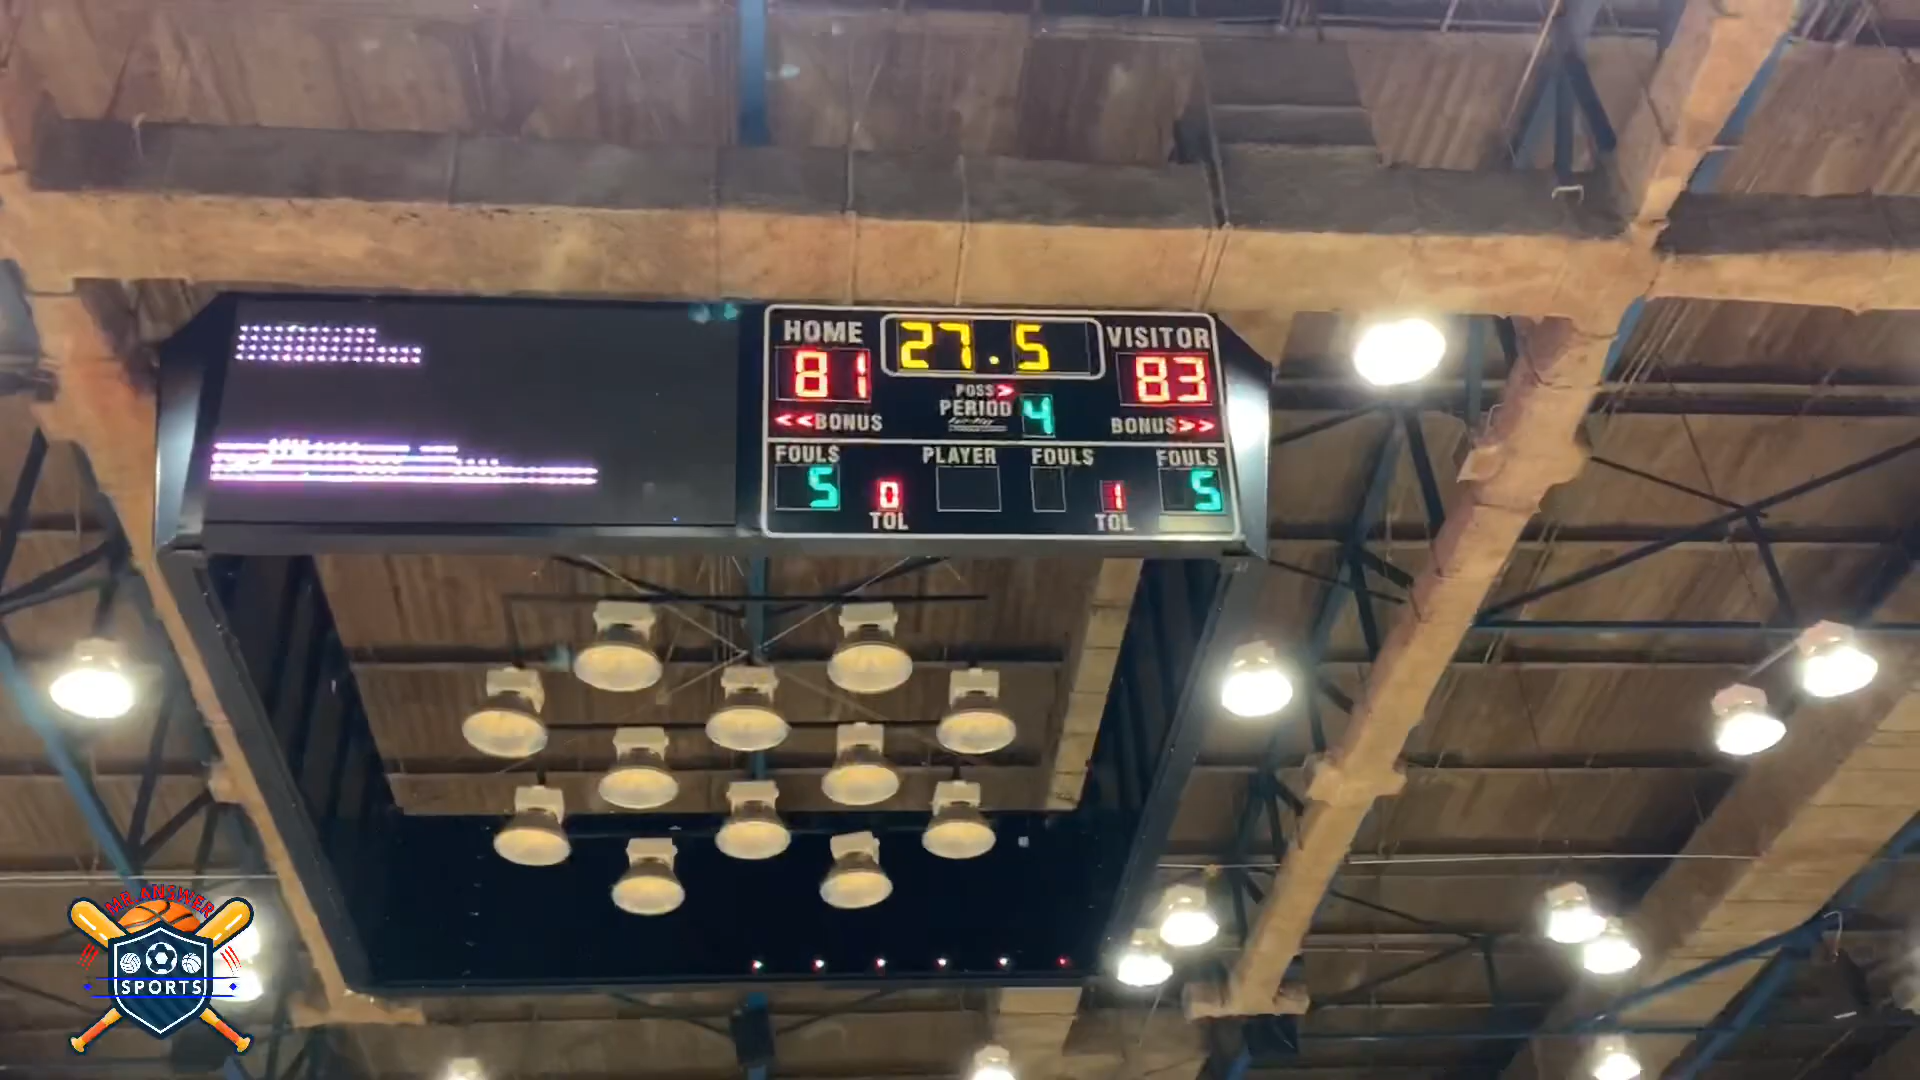 HOME 27.5 VISITOR
81 83
POSS>
PERIOD 4
<<BONUS BONUS>>
FOULS PLAYER FOULS FOULS
5 0 1 5
TOL TOL
MR.ANSWER
SPORTS